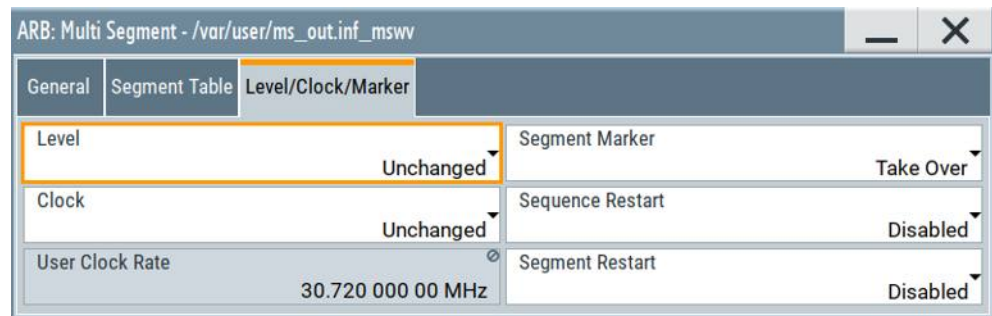 ARB: Multi Segment - /var/user/ms_out.inf_mswv
General Segment Table Level/Clock/Marker
Level
Unchanged
Segment Marker
Take Over
Clock
Unchanged
Sequence Restart
Disabled
User Clock Rate
30.720 000 00 MHz
Segment Restart
Disabled